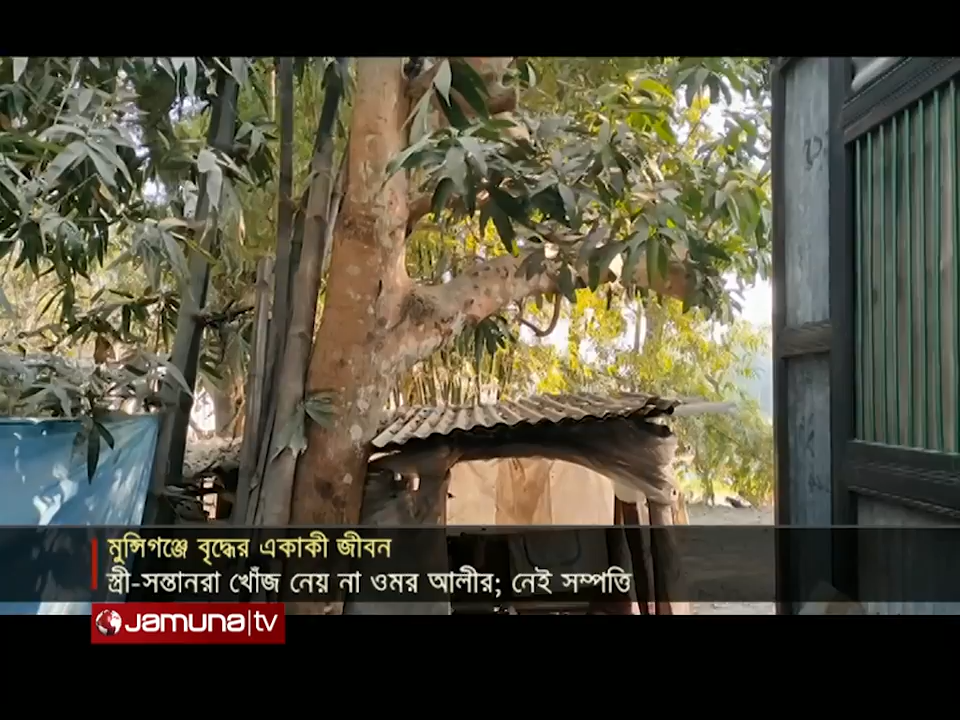 মুন্সিগঞ্জে বৃদ্ধের একাকী জীবন
স্ত্রী-সন্তানরা খোঁজ নেয় না ওমর আলীর; নেই সম্পত্তি
Jamuna|tv